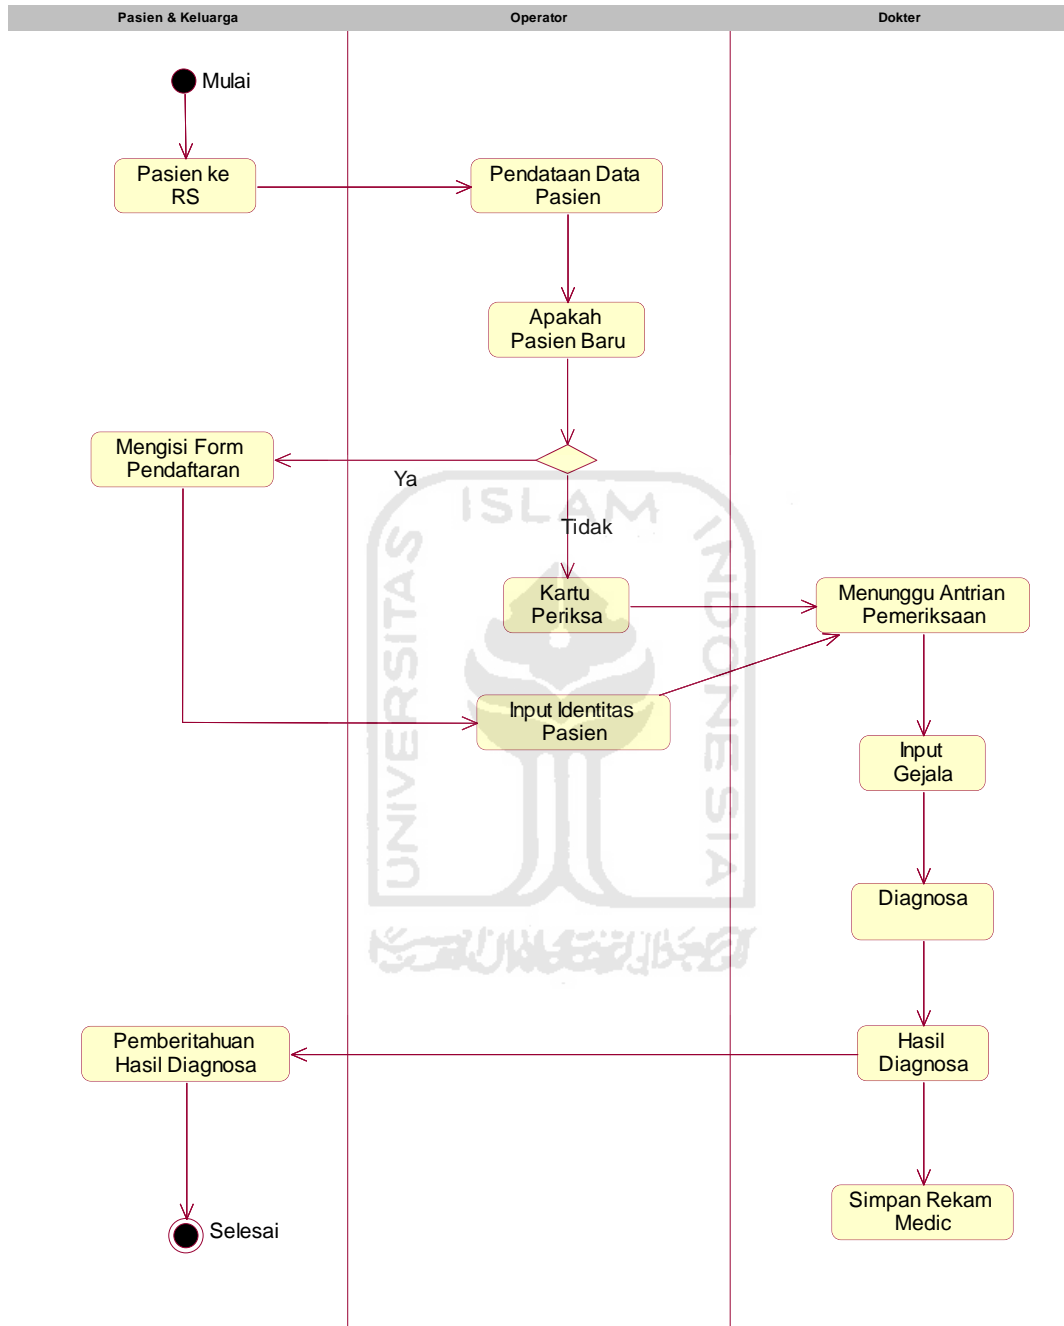 Pasien & Keluarga
Operator
Dokter
Mulai
Pasien ke
RS
Pendataan Data
Pasien
Apakah
Pasien Baru
Mengisi Form
Pendaftaran
Ya
ISLAM
Tidak
UNIVERSITAS
INDONESIA
Kartu
Periksa
Menunggu Antrian
Pemeriksaan
Input Identitas
Pasien
Input
Gejala
Diagnosa
Pemberitahuan
Hasil Diagnosa
Hasil
Diagnosa
Simpan Rekam
Medic
Selesai